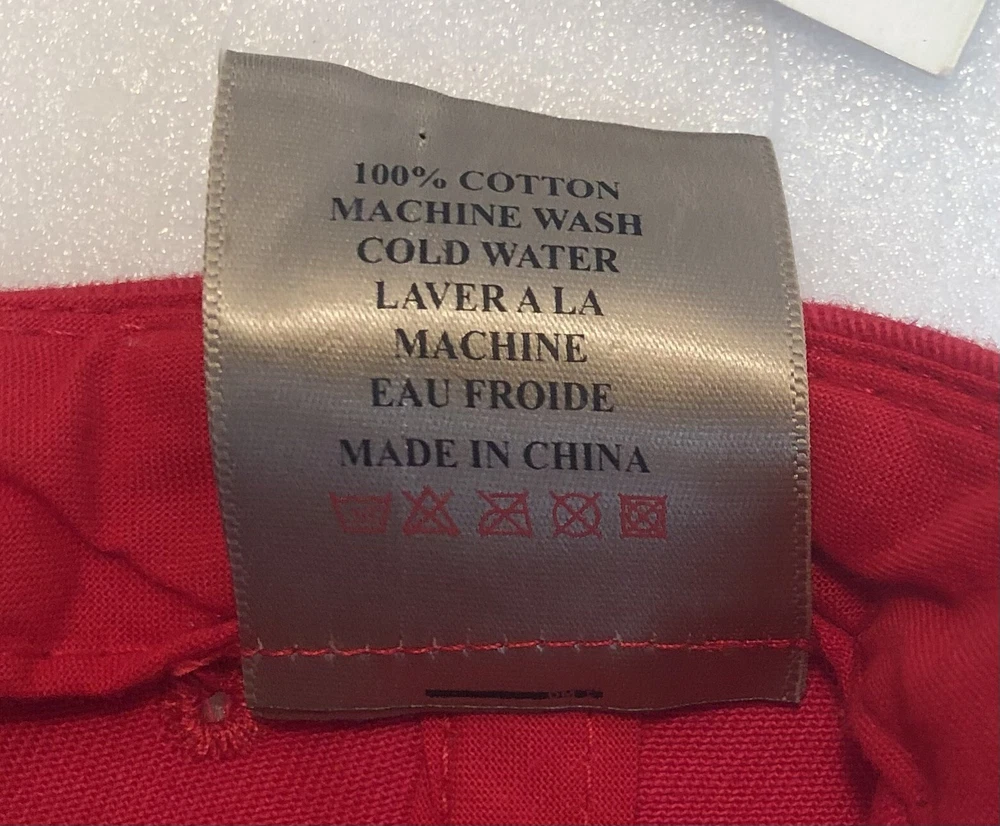 100% COTTON
MACHINE WASH
COLD WATER
LAVER A LA
MACHINE
EAU FROIDE
MADE IN CHINA